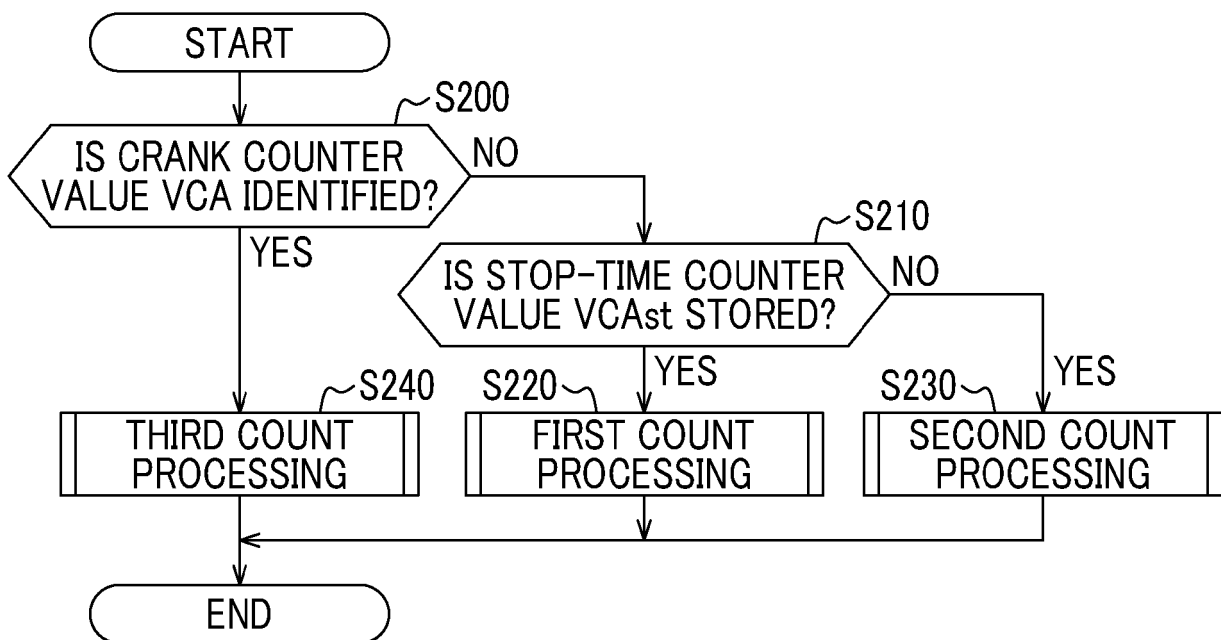 START
S200
IS CRANK COUNTER
VALUE VCA IDENTIFIED?
NO
YES
S210
IS STOP-TIME COUNTER
VALUE VCAst STORED?
NO
YES
YES
S240
THIRD COUNT
PROCESSING
S220
FIRST COUNT
PROCESSING
S230
SECOND COUNT
PROCESSING
END